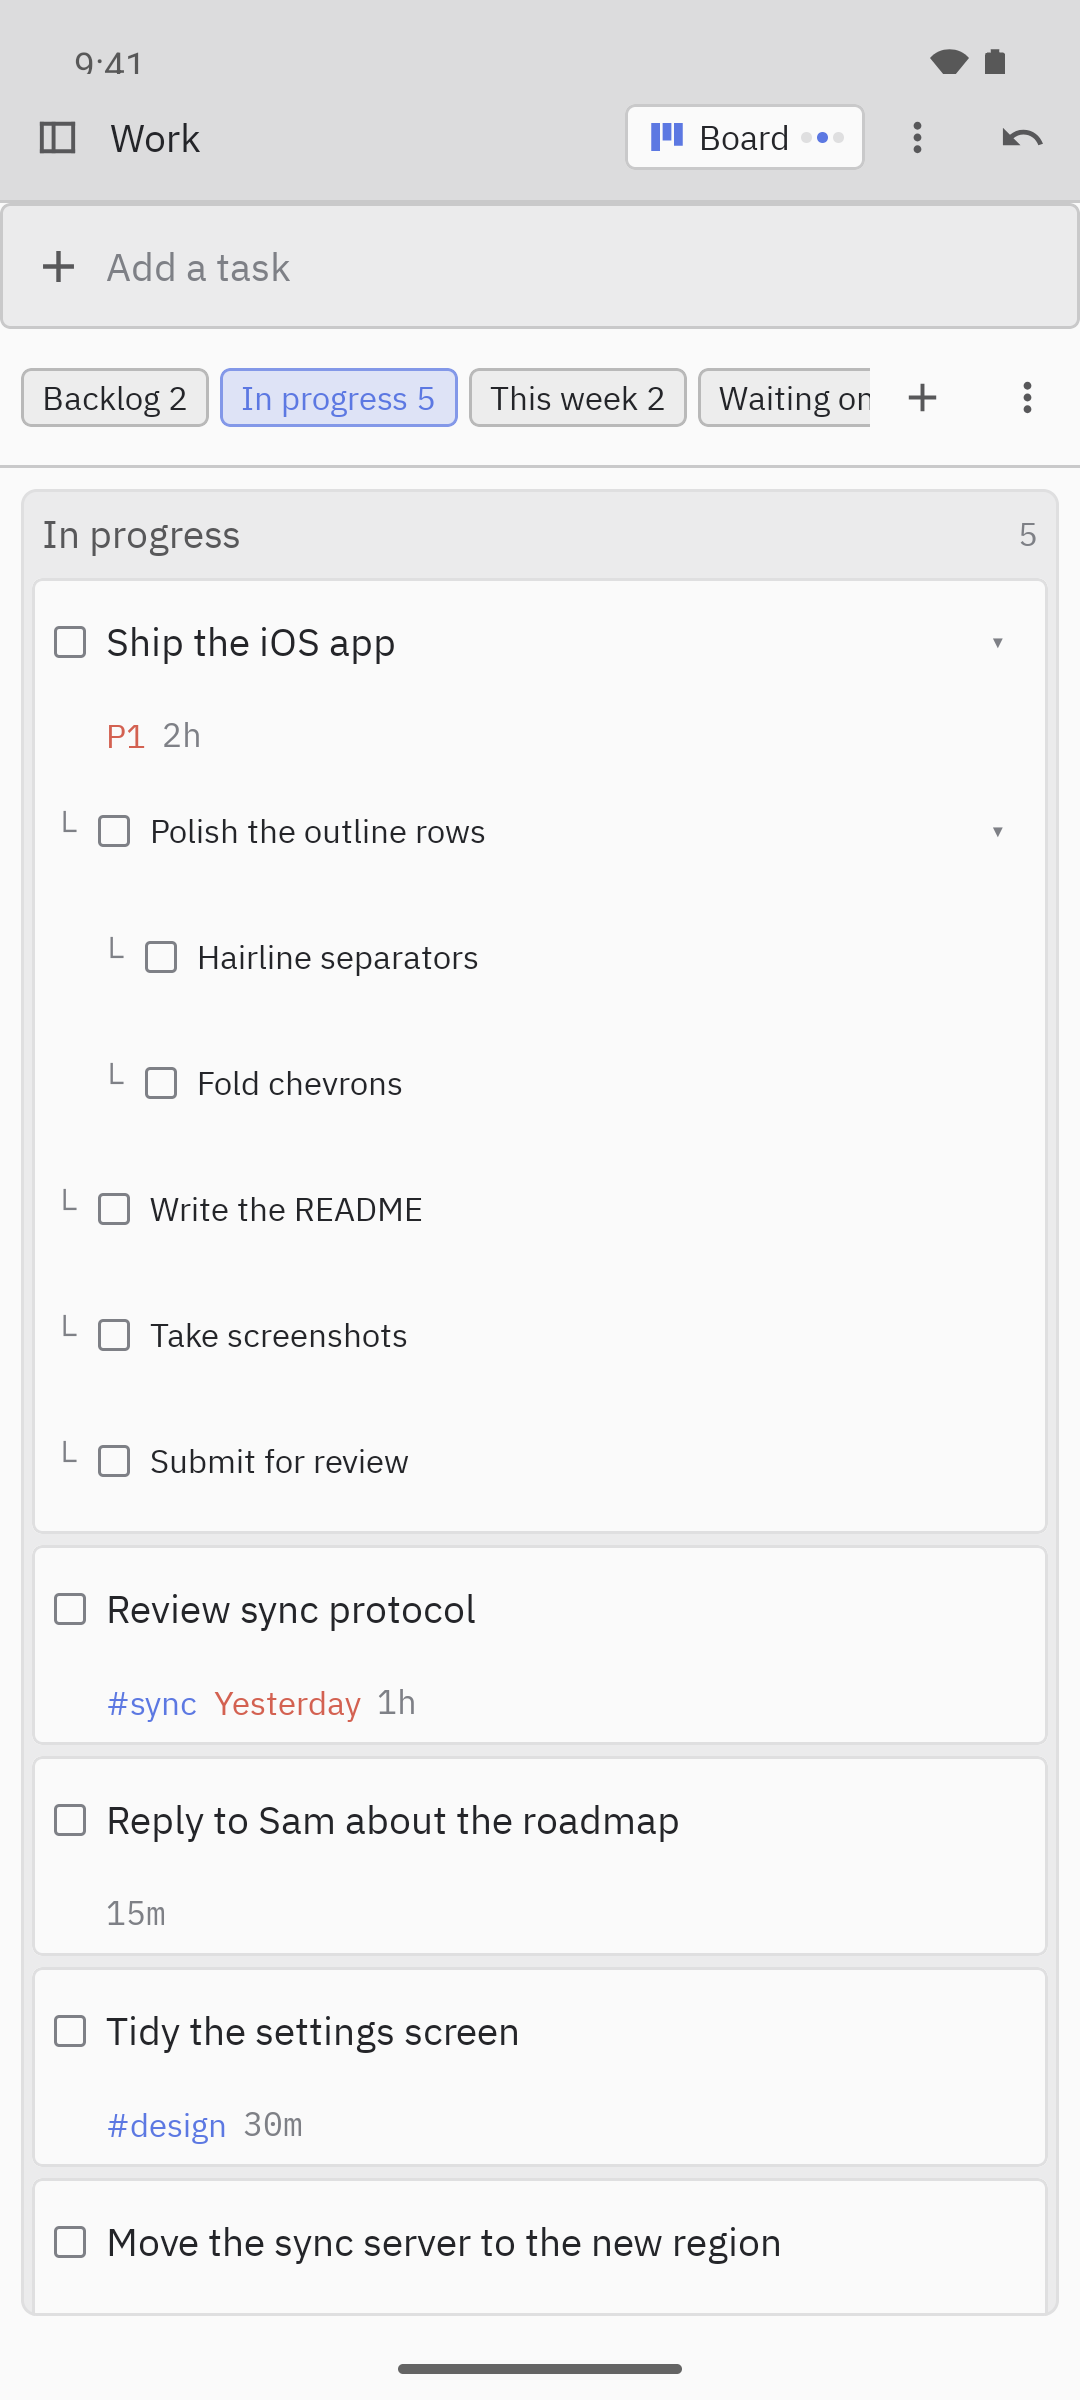 9:41
Work
Board
Add a task
Backlog 2
In progress 5
This week 2
Waiting on
In progress
5
Ship the iOS app
P1 2h
Polish the outline rows
Hairline separators
Fold chevrons
Write the README
Take screenshots
Submit for review
Review sync protocol
#sync Yesterday 1h
Reply to Sam about the roadmap
15m
Tidy the settings screen
#design 30m
Move the sync server to the new region